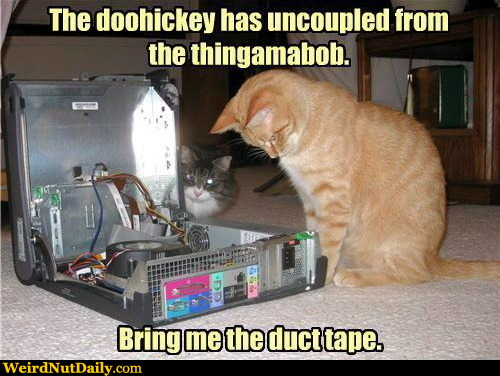 The doohickey has uncoupled from
the thingamabob.
Bring me the duct tape.
WeirdNutDaily.com